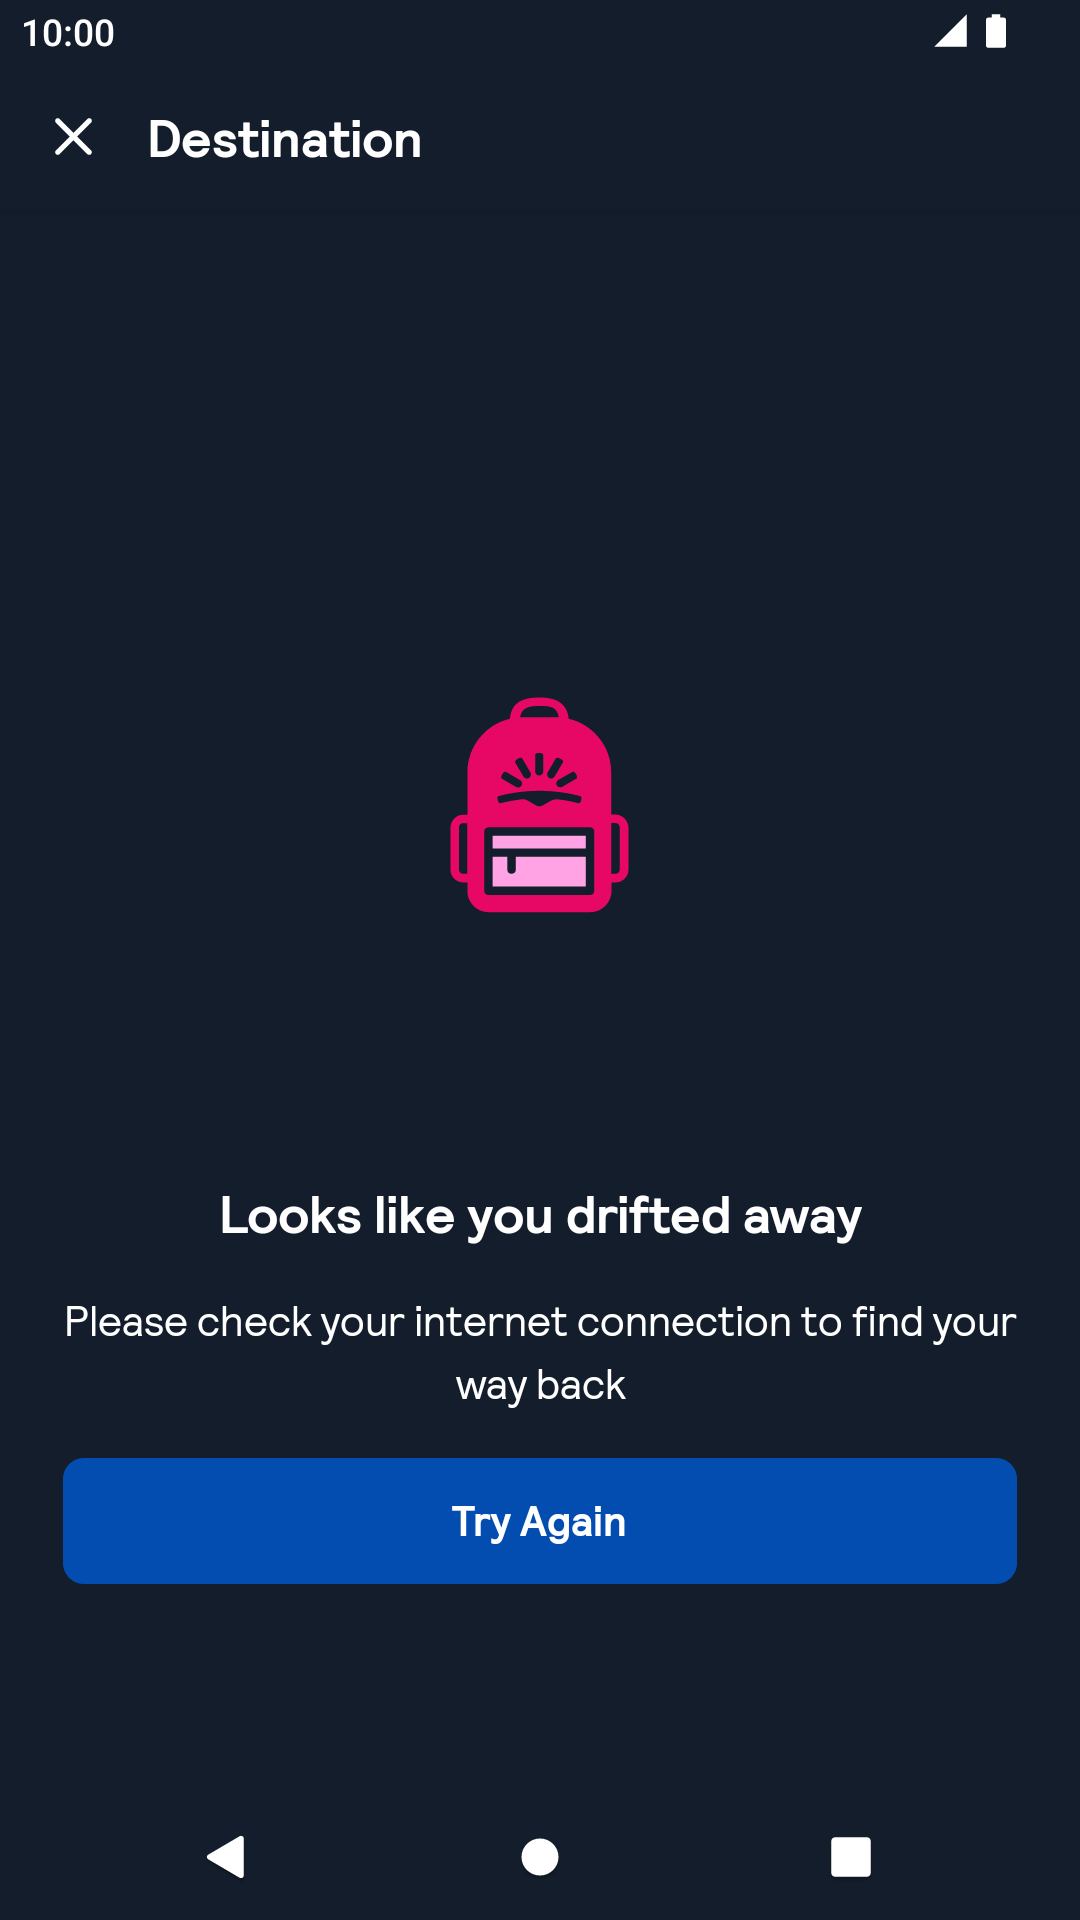 10:00
Destination
Looks like you drifted away
Please check your internet connection to find your
way back
Try Again